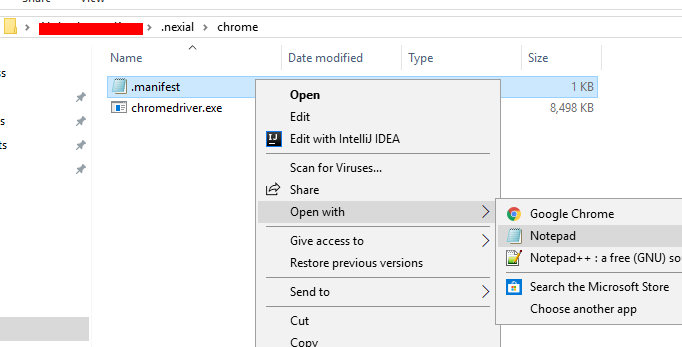 Share
View
.nexial > chrome
Name Date modified Type Size
.manifest 1 KB
chromedriver.exe 8,498 KB
ss
s
ts
Open
Edit
Edit with IntelliJ IDEA
Scan for Viruses...
Share
Open with
Give access to
Restore previous versions
Send to
Cut
Copy
Google Chrome
Notepad
Notepad++ : a free (GNU) so
Search the Microsoft Store
Choose another app